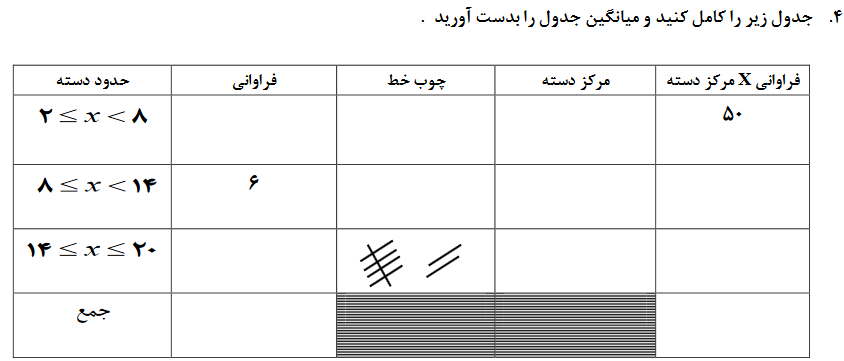 ۴. جدول زیر را کامل کنید و میانگین جدول را بدست آورید .
حدود دسته فراوانی چوب خط مرکز دسته فراوانی X مرکز دسته
۲ ≤ x < ۸ ۵۰
۸ ≤ x < ۱۴ ۶
۱۴ ≤ x ≤ ۲۰
جمع